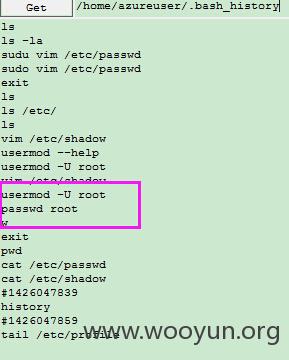 Get /home/azureuser/.bash_history
ls
ls -la
sudu vim /etc/passwd
sudo vim /etc/passwd
exit
ls
ls /etc/
ls
vim /etc/shadow
usermod --help
usermod -U root
vim /etc/shadow
usermod -U root
passwd root
w
exit
pwd
cat /etc/passwd
cat /etc/shadow
#1426047839
history
#1426047859
tail /etc/profile
www.wooyun.org